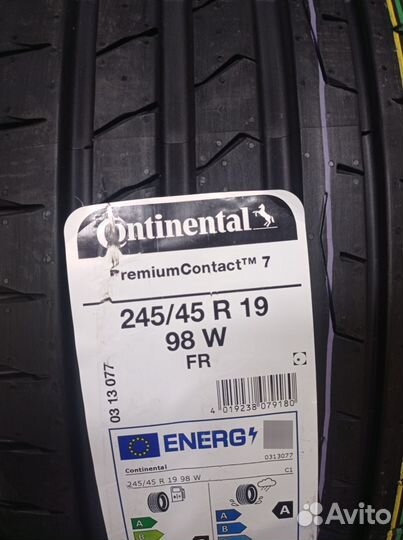 Continental
PremiumContact™ 7
245/45 R 19
98 W
FR
03 13 077
4 019238 079180
ENERG
0313077
Continental
245/45 R 19 98 W
C1
A
B
A
B
A
Avito